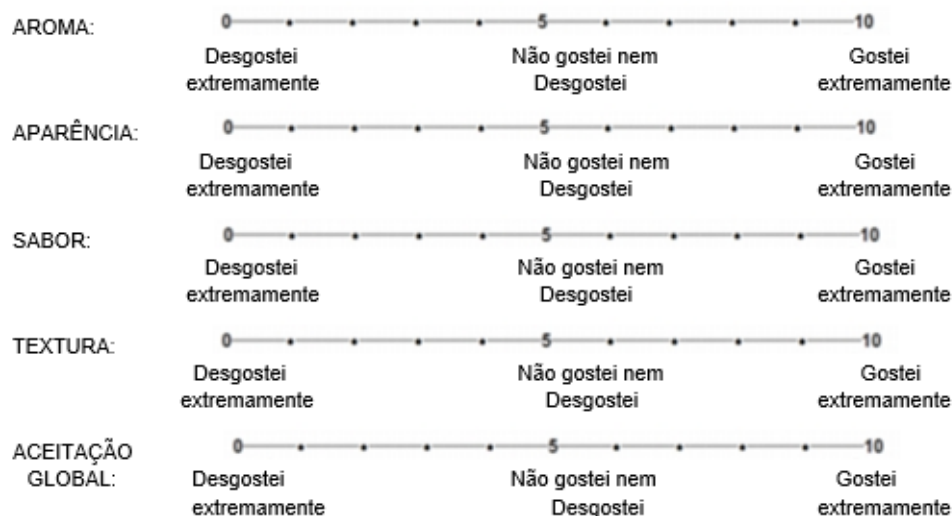 AROMA: 0 5 10
Desgostei Não gostei nem Gostei
extremamente Desgostei extremamente
APARÊNCIA: 0 5 10
Desgostei Não gostei nem Gostei
extremamente Desgostei extremamente
SABOR: 0 5 10
Desgostei Não gostei nem Gostei
extremamente Desgostei extremamente
TEXTURA: 0 5 10
Desgostei Não gostei nem Gostei
extremamente Desgostei extremamente
ACEITAÇÃO 0 5 10
GLOBAL: Desgostei Não gostei nem Gostei
extremamente Desgostei extremamente